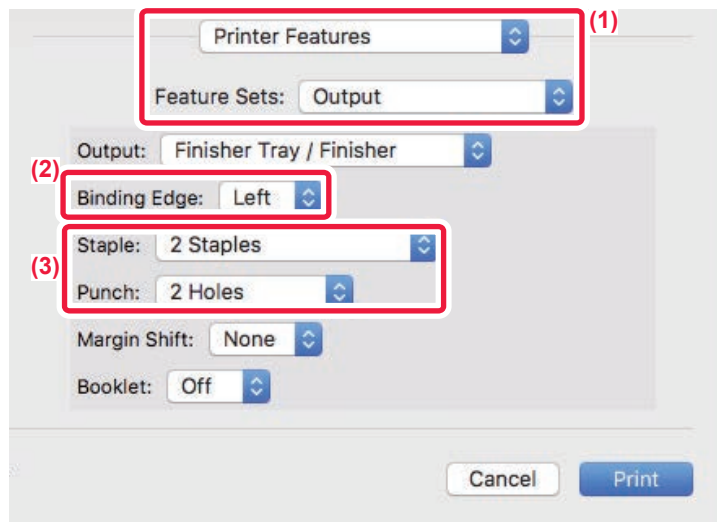 Printer Features
(1)
Feature Sets: Output
Output: Finisher Tray / Finisher
(2)
Binding Edge: Left
Staple: 2 Staples
(3)
Punch: 2 Holes
Margin Shift: None
Booklet: Off
Cancel Print